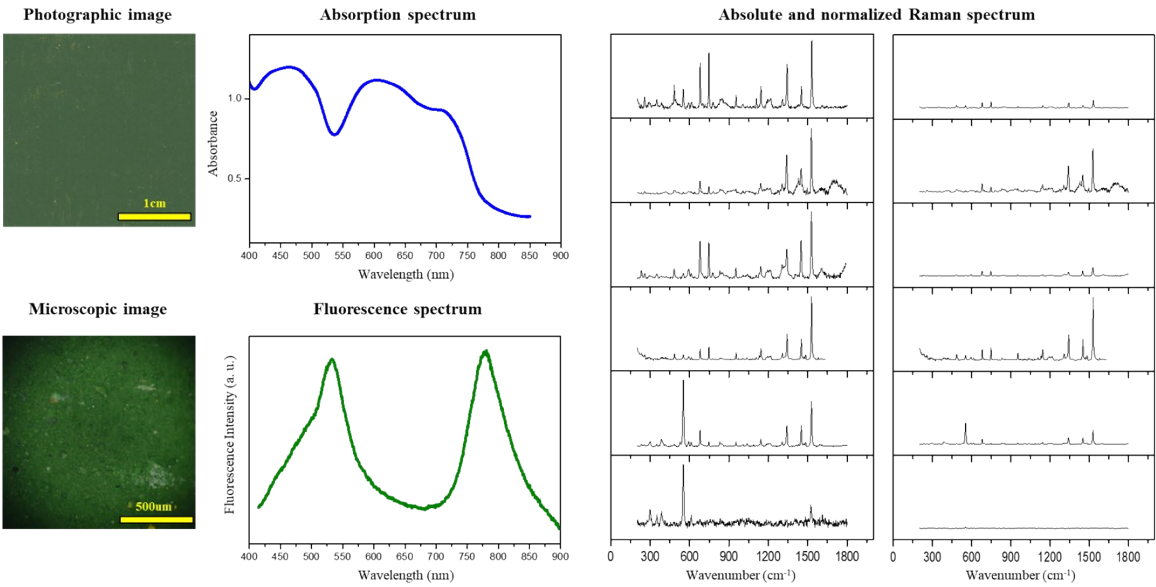 Photographic image
Absorption spectrum
Absolute and normalized Raman spectrum
1cm
Absorbance
1.0
0.5
400 450 500 550 600 650 700 750 800 850 900
Wavelength (nm)
Microscopic image
Fluorescence spectrum
500um
Fluorescence Intensity (a. u.)
400 450 500 550 600 650 700 750 800 850 900
Wavelength (nm)
300 600 900 1200 1500 1800
Wavenumber (cm-1)
300 600 900 1200 1500 1800
Wavenumber (cm-1)